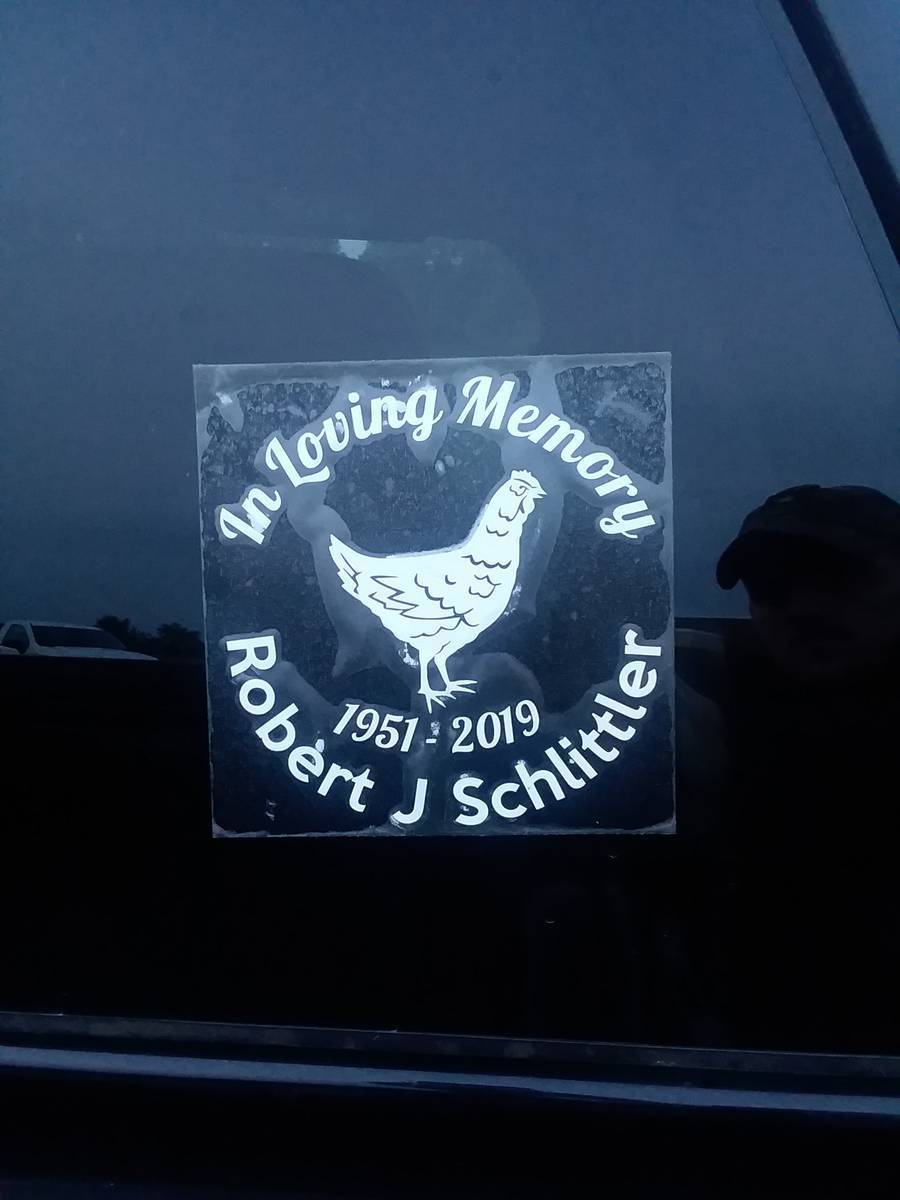 In Loving Memory
1951 - 2019
Robert J Schlittler